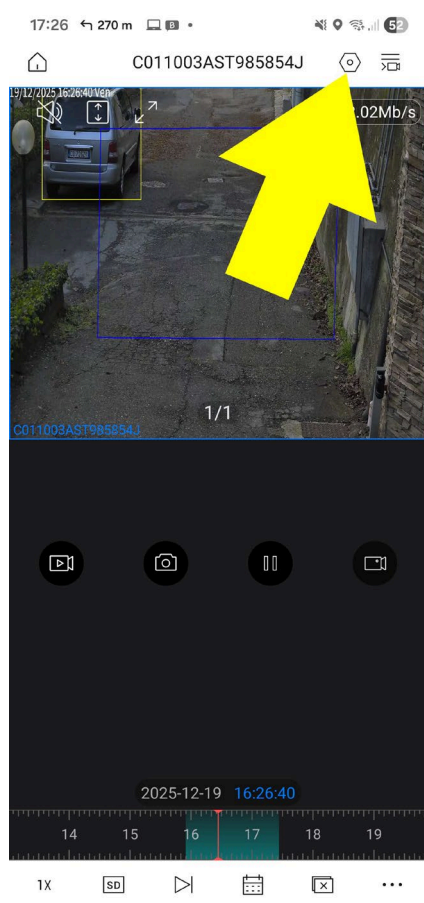 17:26 270 m B 52
C011003AST985854J
19/12/2025 16:26:40 Ven
.02Mb/s
1/1
C011003AST985854J
2025-12-19 16:26:40
14 15 16 17 18 19
1X SD